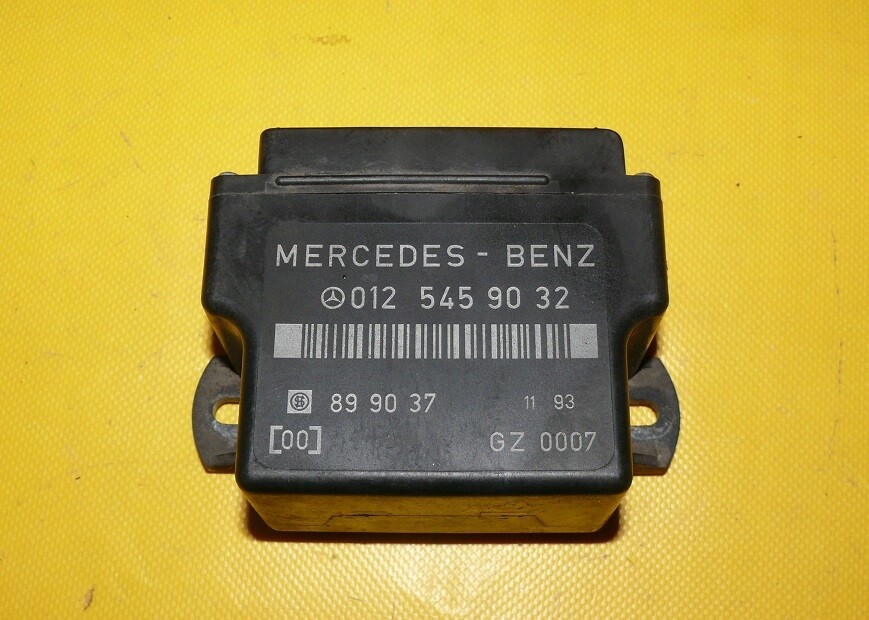 MERCEDES - BENZ
012 545 90 32
89 90 37 11 93
[00] GZ 0007